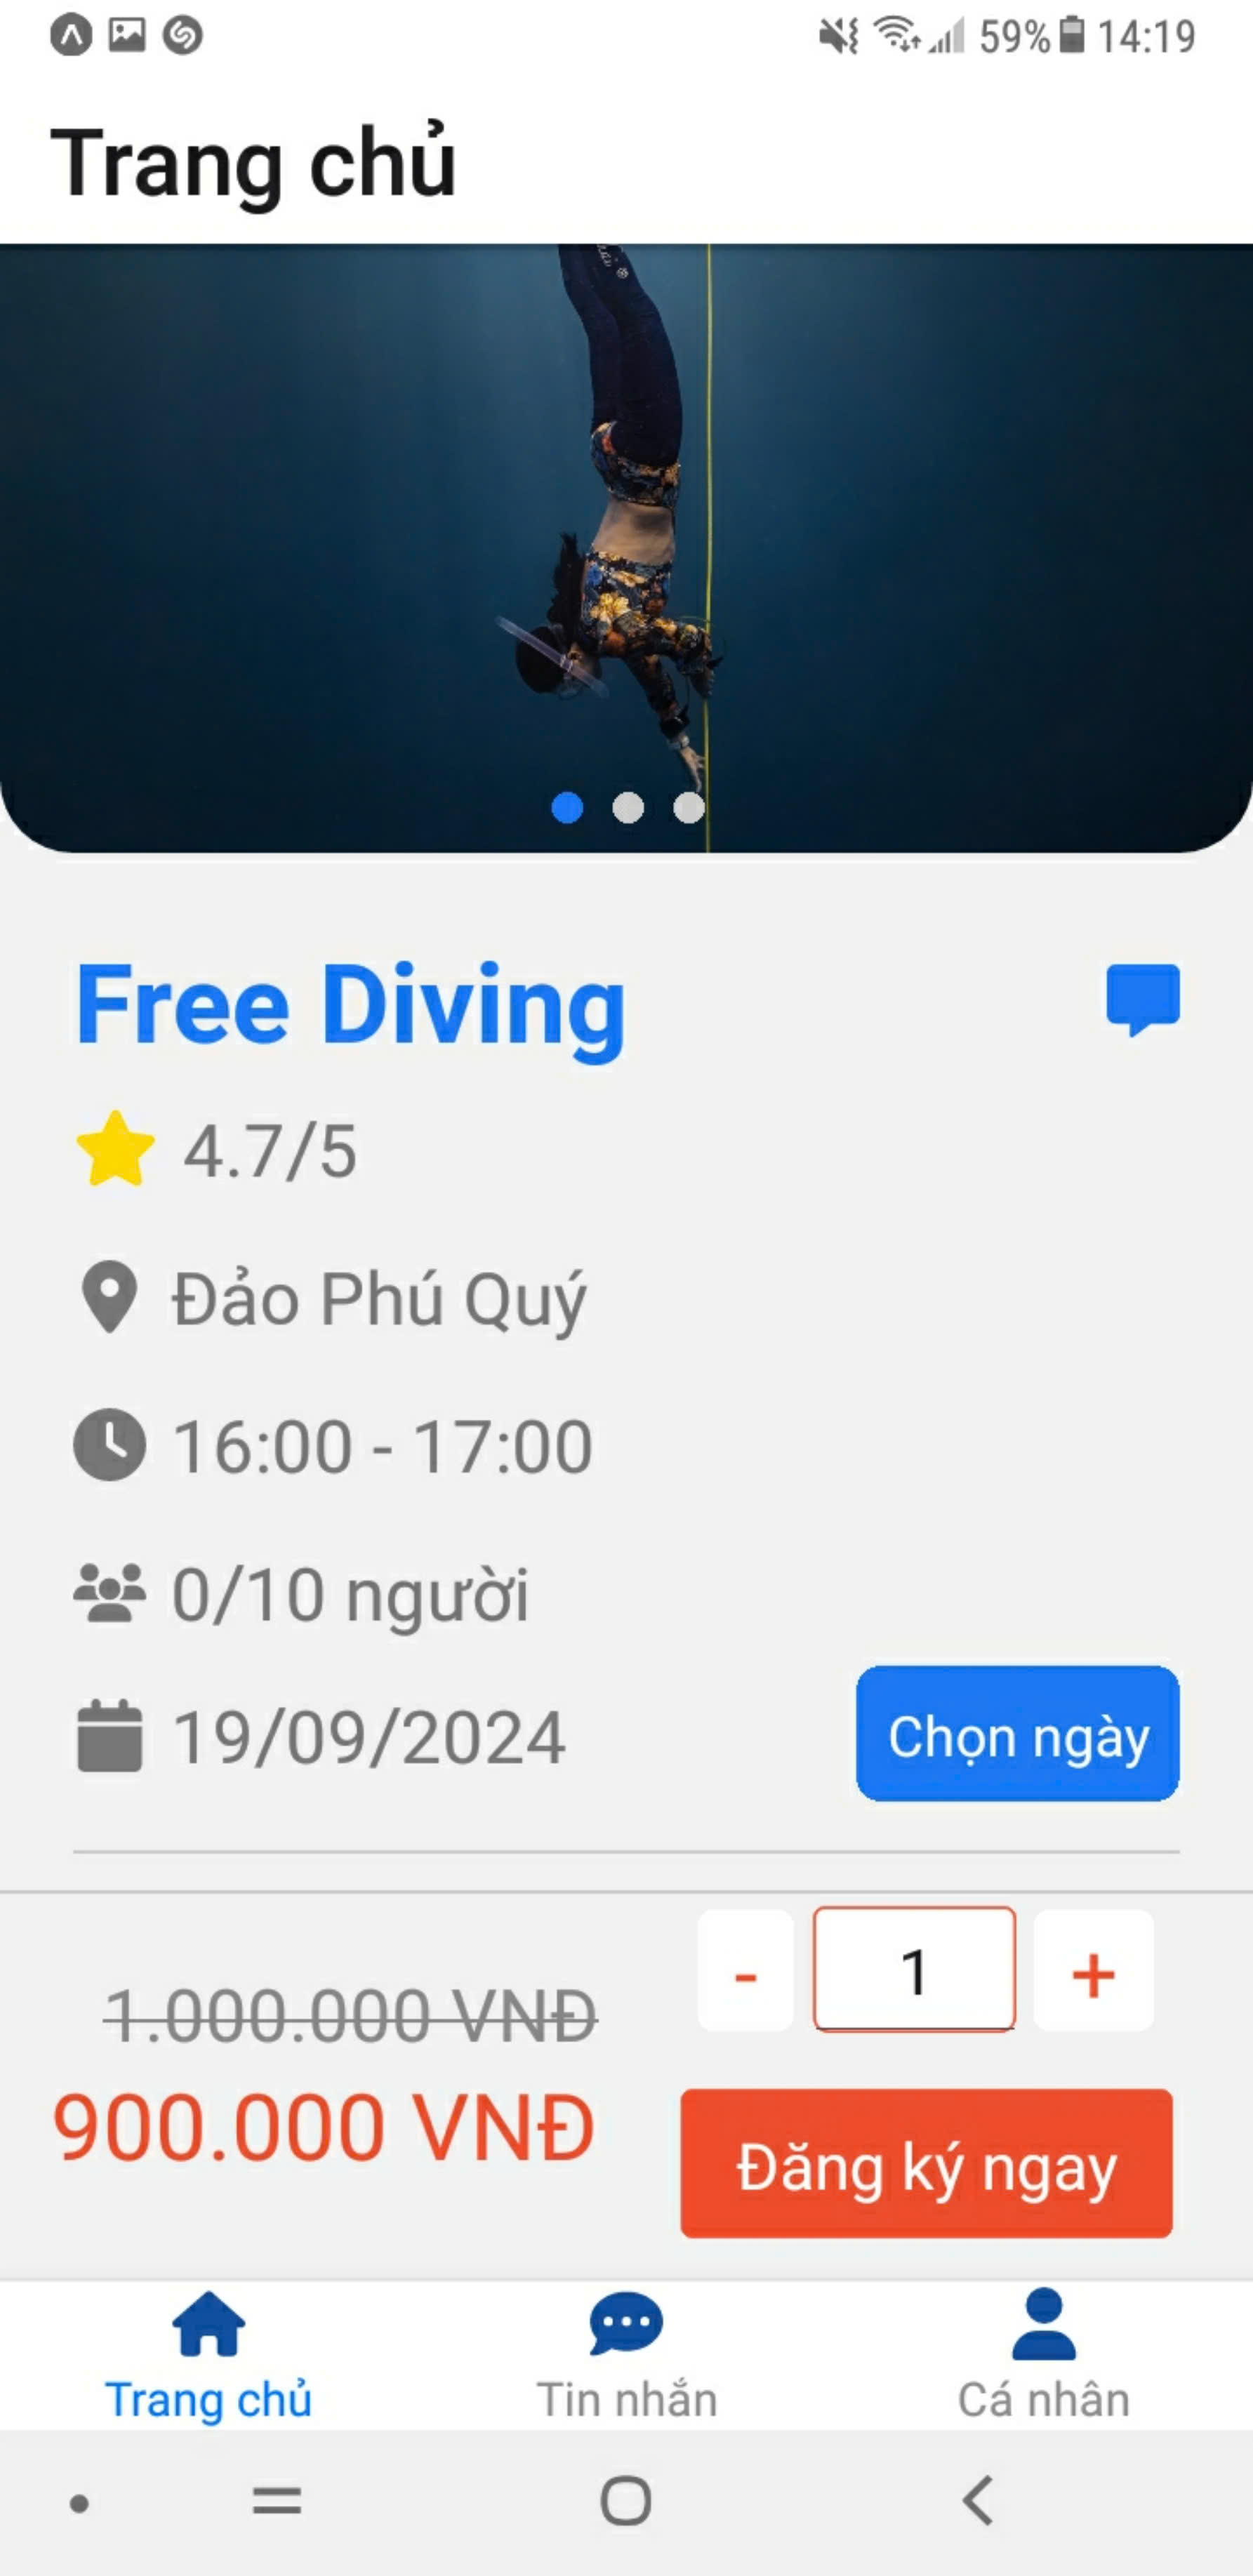 59% 14:19
Trang chủ
Free Diving
4.7/5
Đảo Phú Quý
16:00 - 17:00
0/10 người
19/09/2024
Chọn ngày
- 1 +
1.000.000 VNĐ
900.000 VNĐ
Đăng ký ngay
Trang chủ
Tin nhắn
Cá nhân